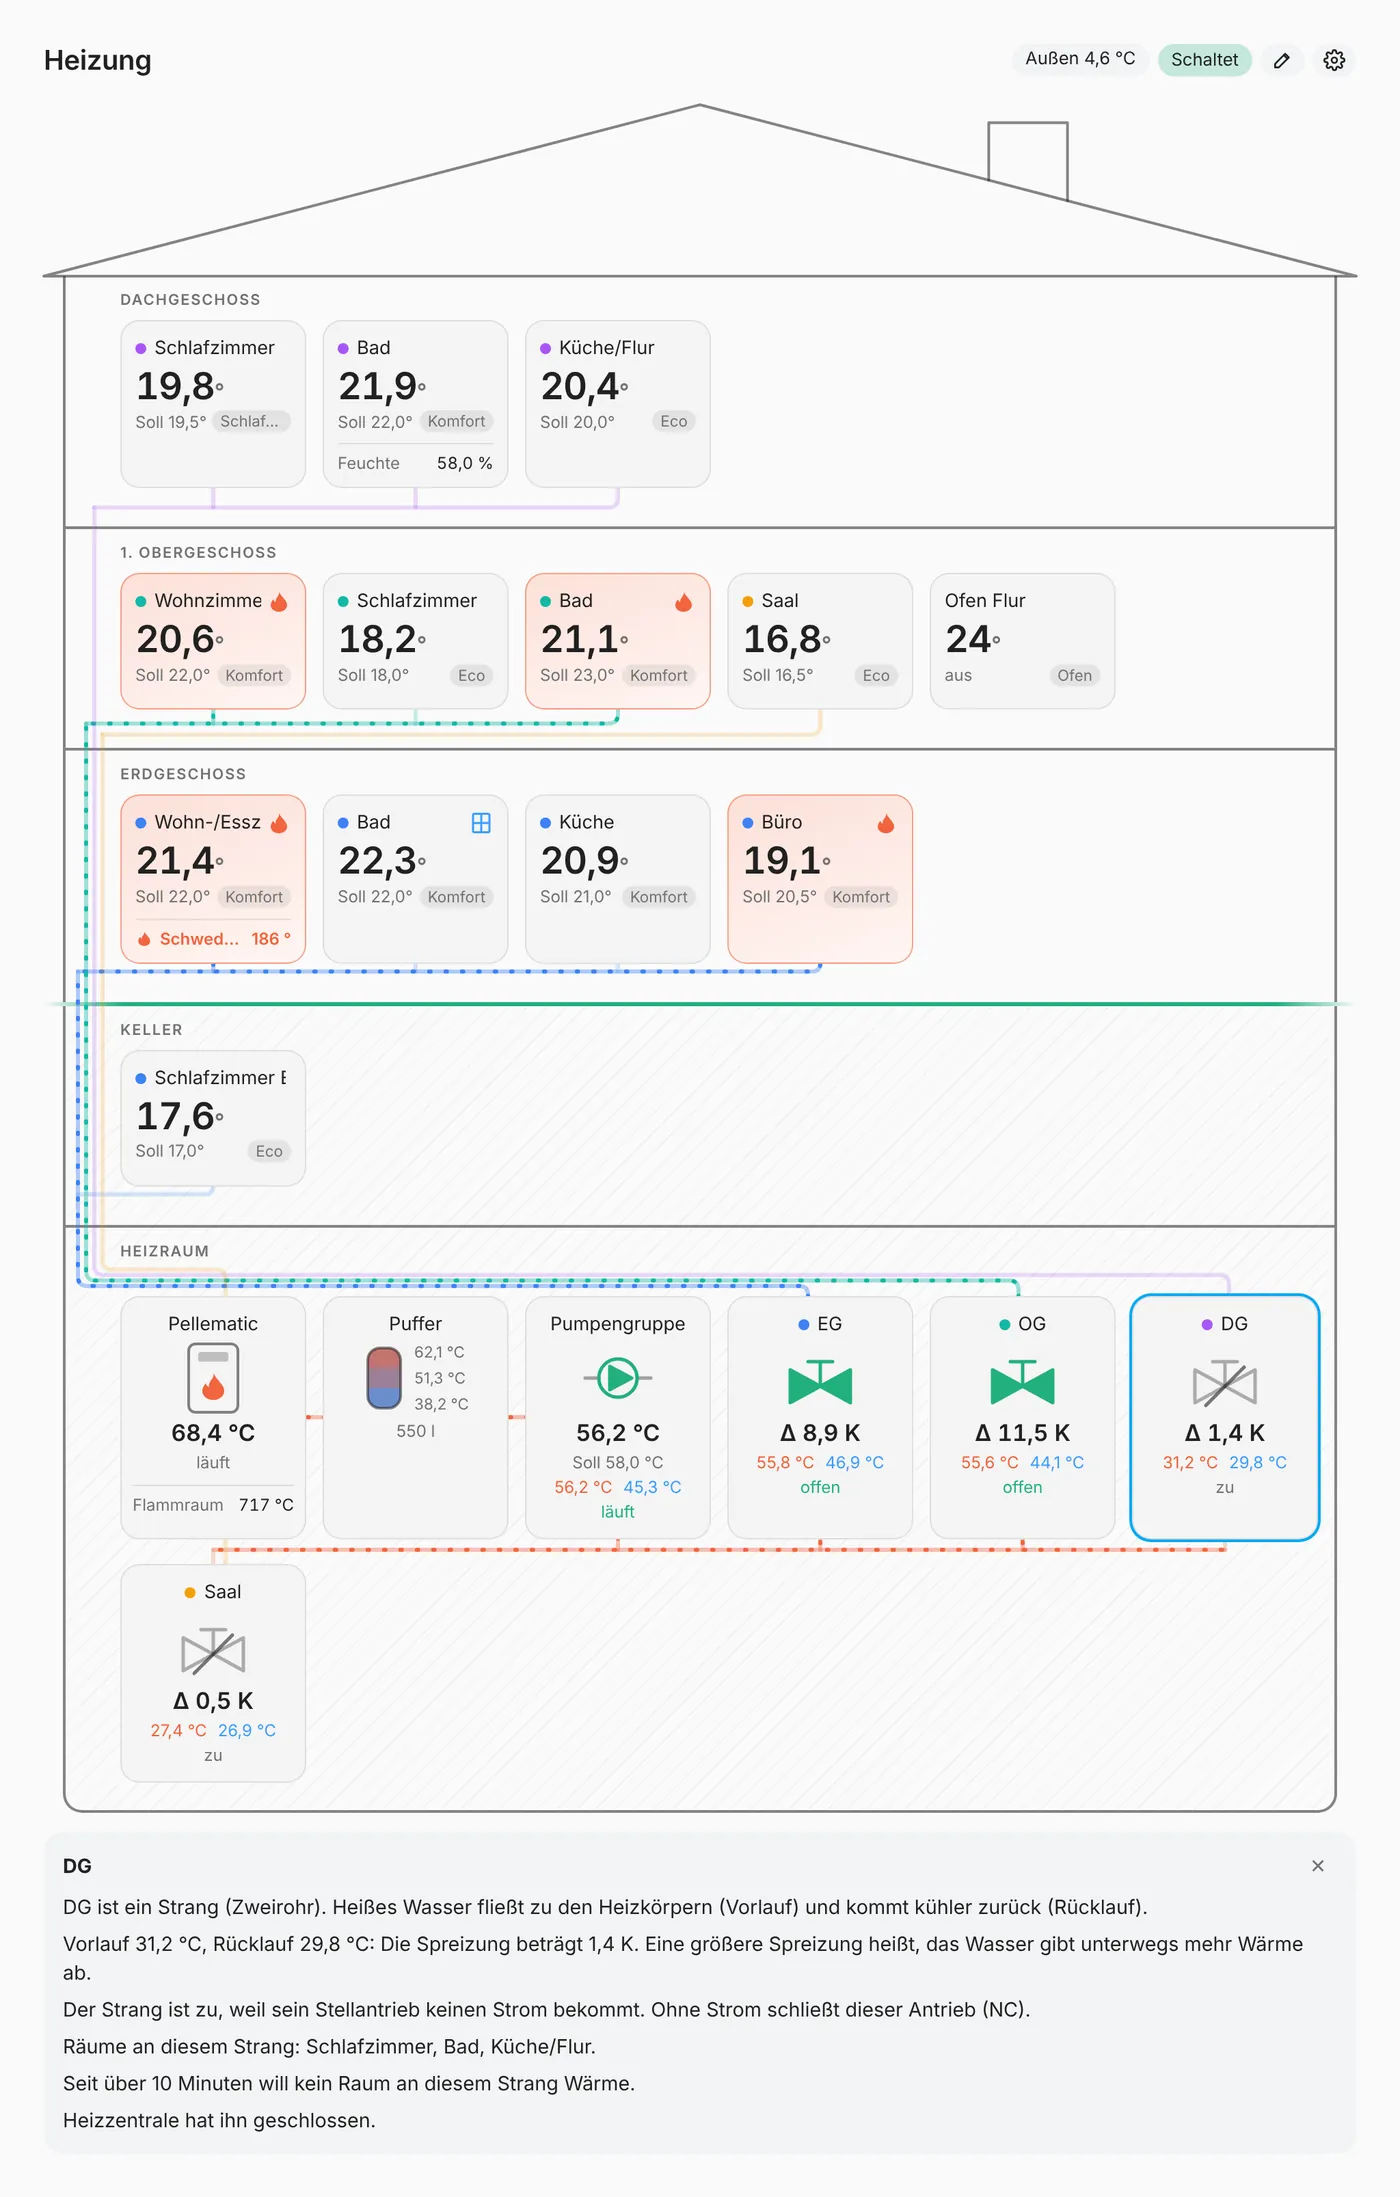 Heizung
Außen 4,6 °C
Schaltet
DACHGESCHOSS
Schlafzimmer
19,8°
Soll 19,5° Schlaf...
Bad
21,9°
Soll 22,0° Komfort
Feuchte 58,0 %
Küche/Flur
20,4°
Soll 20,0° Eco
1. OBERGESCHOSS
Wohnzimme
20,6°
Soll 22,0° Komfort
Schlafzimmer
18,2°
Soll 18,0° Eco
Bad
21,1°
Soll 23,0° Komfort
Saal
16,8°
Soll 16,5° Eco
Ofen Flur
24°
aus Ofen
ERDGESCHOSS
Wohn-/Essz
21,4°
Soll 22,0° Komfort
Schwed... 186 °
Bad
22,3°
Soll 22,0° Komfort
Küche
20,9°
Soll 21,0° Komfort
Büro
19,1°
Soll 20,5° Komfort
KELLER
Schlafzimmer
17,6°
Soll 17,0° Eco
HEIZRAUM
Pellematic
68,4 °C
läuft
Flammraum 717 °C
Puffer
62,1 °C
51,3 °C
38,2 °C
550 l
Pumpengruppe
56,2 °C
Soll 58,0 °C
56,2 °C 45,3 °C
läuft
EG
Δ 8,9 K
55,8 °C 46,9 °C
offen
OG
Δ 11,5 K
55,6 °C 44,1 °C
offen
DG
Δ 1,4 K
31,2 °C 29,8 °C
zu
Saal
Δ 0,5 K
27,4 °C 26,9 °C
zu
DG
DG ist ein Strang (Zweirohr). Heißes Wasser fließt zu den Heizkörpern (Vorlauf) und kommt kühler zurück (Rücklauf).
Vorlauf 31,2 °C, Rücklauf 29,8 °C: Die Spreizung beträgt 1,4 K. Eine größere Spreizung heißt, das Wasser gibt unterwegs mehr Wärme
ab.
Der Strang ist zu, weil sein Stellantrieb keinen Strom bekommt. Ohne Strom schließt dieser Antrieb (NC).
Räume an diesem Strang: Schlafzimmer, Bad, Küche/Flur.
Seit über 10 Minuten will kein Raum an diesem Strang Wärme.
Heizzentrale hat ihn geschlossen.